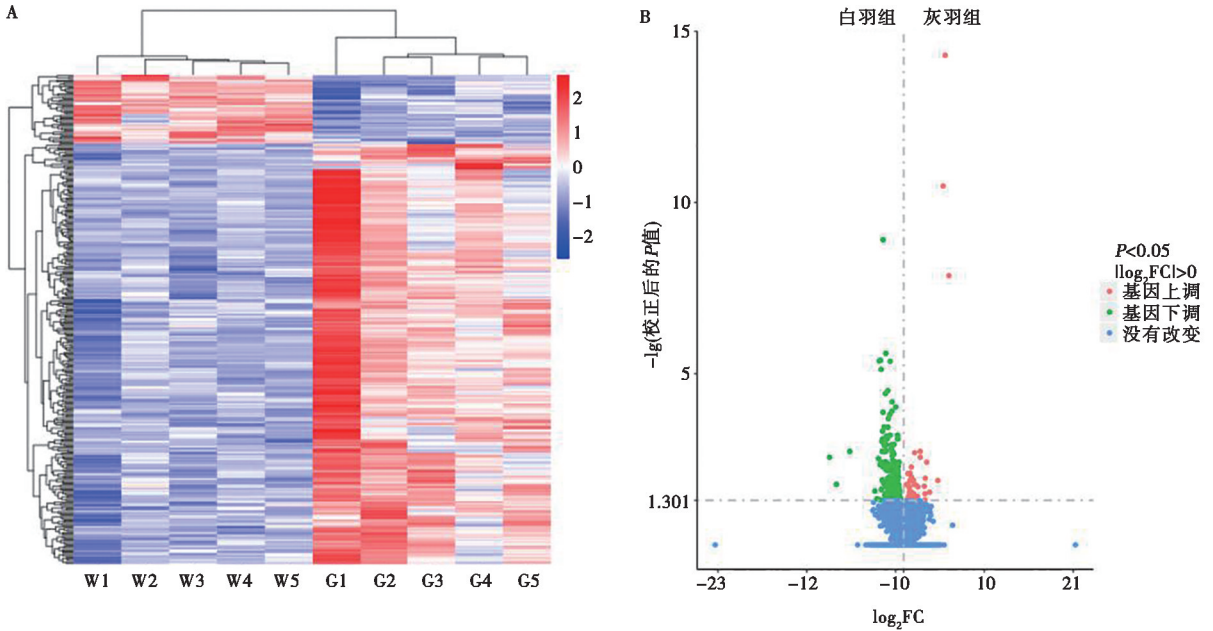 A
2
1
0
−1
−2
W1 W2 W3 W4 W5 G1 G2 G3 G4 G5
B
白羽组 灰羽组
15
10
5
1.301
−lg(校正后的P值)
−23 −12 −10 10 21
log₂FC
P<0.05
|log₂FC|>0
基因上调
基因下调
没有改变